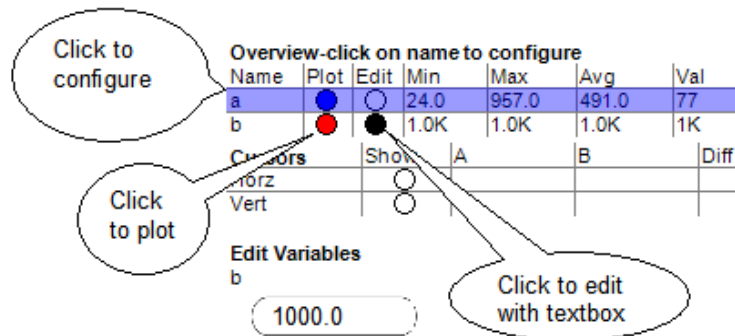 Click to
configure
Overview-click on name to configure
Name Plot Edit Min Max Avg Val
a 24.0 957.0 491.0 77
b 1.0K 1.0K 1.0K 1K
Cursors Show A B Diff
Horz
Vert
Click
to plot
Edit Variables
b
1000.0
Click to edit
with textbox